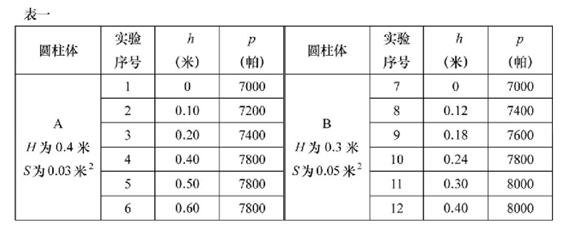 表一
圆柱体 实验序号 h（米） p（帕） 圆柱体 实验序号 h（米） p（帕）
A H为0.4米 S为0.03米² 1 0 7000 B H为0.3米 S为0.05米² 7 0 7000
2 0.10 7200 8 0.12 7400
3 0.20 7400 9 0.18 7600
4 0.40 7800 10 0.24 7800
5 0.50 7800 11 0.30 8000
6 0.60 7800 12 0.40 8000